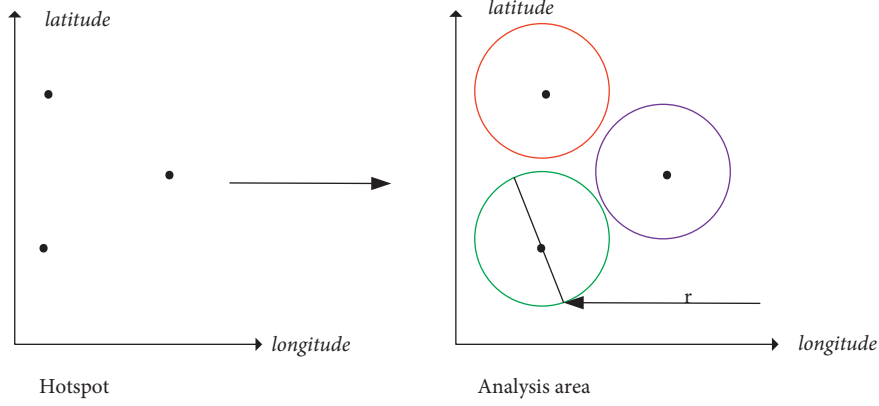 latitude
longitude
Hotspot
latitude
r
longitude
Analysis area